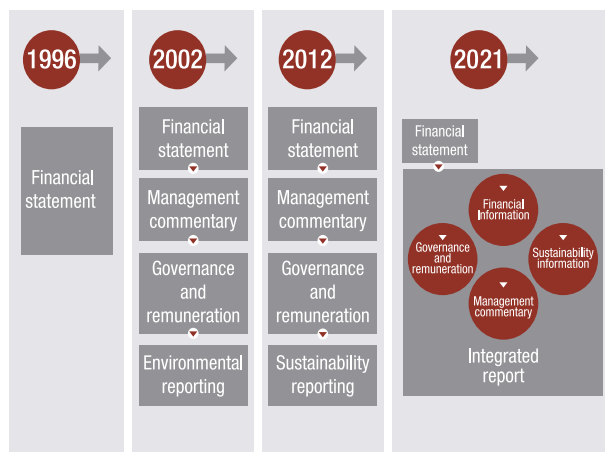 1996
Financial
statement
2002
Financial
statement
Management
commentary
Governance
and
remuneration
Environmental
reporting
2012
Financial
statement
Management
commentary
Governance
and
remuneration
Sustainability
reporting
2021
Financial
statement
Financial
Information
Governance
and
remuneration
Sustainability
information
Management
commentary
Integrated
report